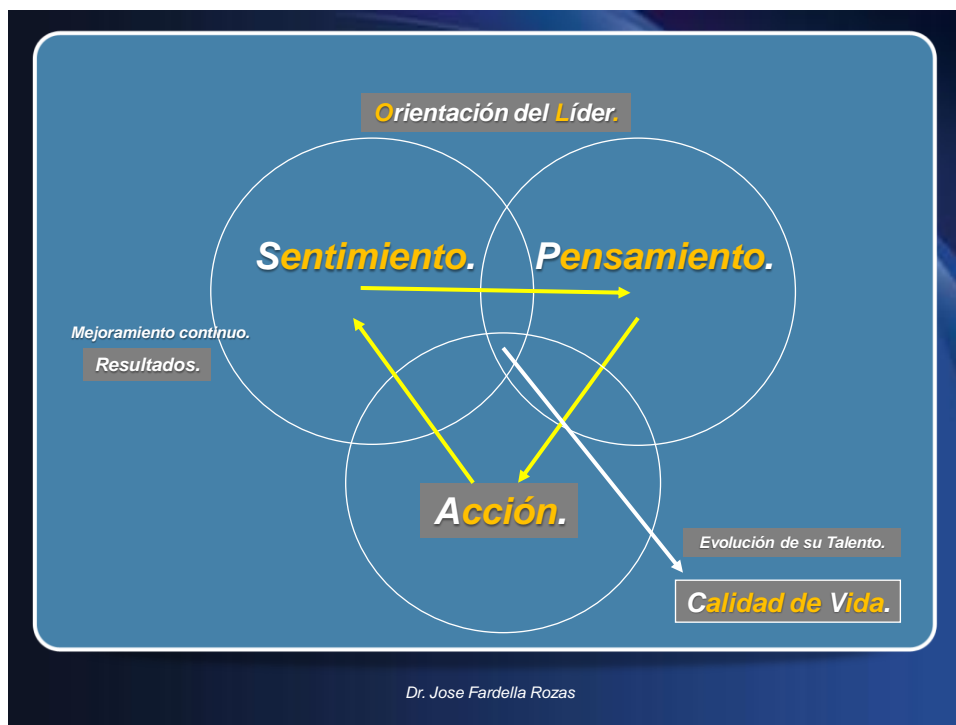 Orientación del Líder.
Sentimiento.
Pensamiento.
Mejoramiento continuo.
Resultados.
Acción.
Evolución de su Talento.
Calidad de Vida.
Dr. Jose Fardella Rozas